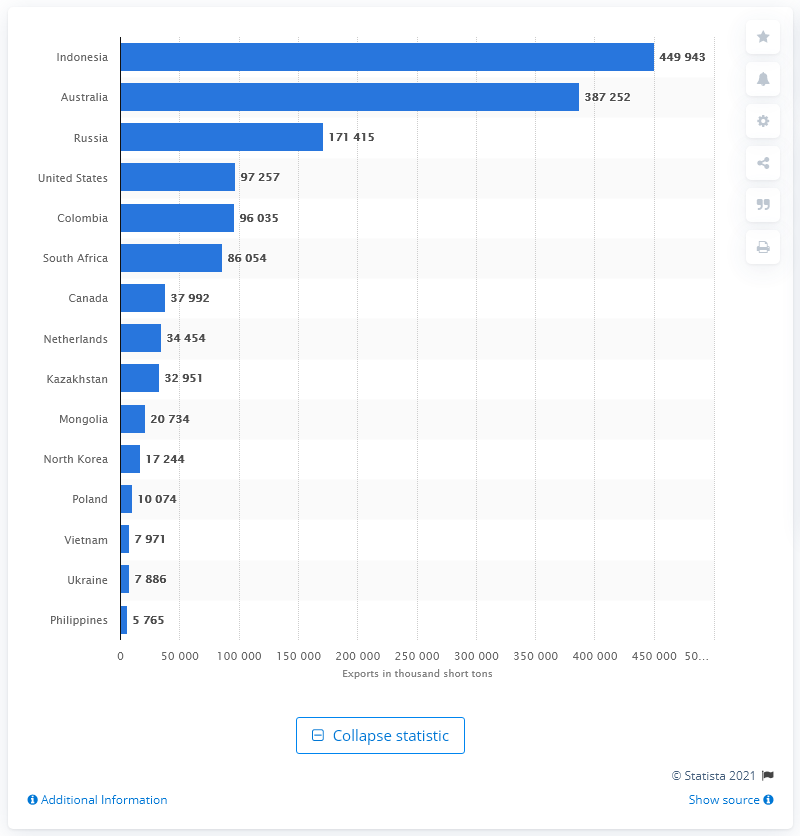 Indonesia 449 943
Australia 387 252
Russia 171 415
United States 97 257
Colombia 96 035
South Africa 86 054
Canada 37 992
Netherlands 34 454
Kazakhstan 32 951
Mongolia 20 734
North Korea 17 244
Poland 10 074
Vietnam 7 971
Ukraine 7 886
Philippines 5 765
0 50 000 100 000 150 000 200 000 250 000 300 000 350 000 400 000 450 000 50...
Exports in thousand short tons
Collapse statistic
© Statista 2021
Additional Information Show source